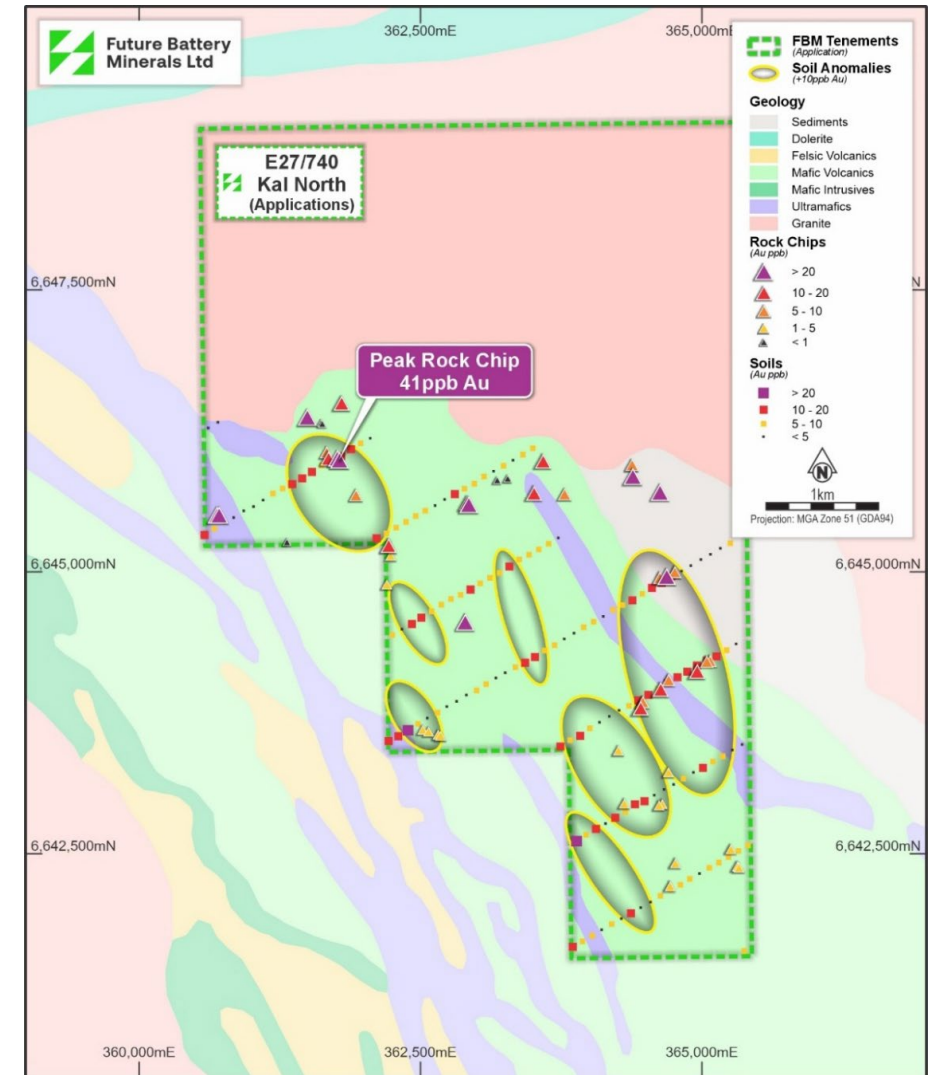 362,500mE
365,000mE
Future Battery
Minerals Ltd
FBM Tenements
(Application)
Soil Anomalies
(+10ppb Au)
Geology
Sediments
Dolerite
Felsic Volcanics
Mafic Volcanics
Mafic Intrusives
Ultramafics
Granite
Rock Chips
(Au ppb)
> 20
10 - 20
5 - 10
1 - 5
< 1
Soils
(Au ppb)
> 20
10 - 20
5 - 10
< 5
N
1km
Projection: MGA Zone 51 (GDA94)
E27/740
Kal North
(Applications)
6,647,500mN
N
Peak Rock Chip
41ppb Au
6,645,000mN
6,645,000mN
6,642,500mN
6,642,500mN
360,000mE
362,500mE
365,000mE